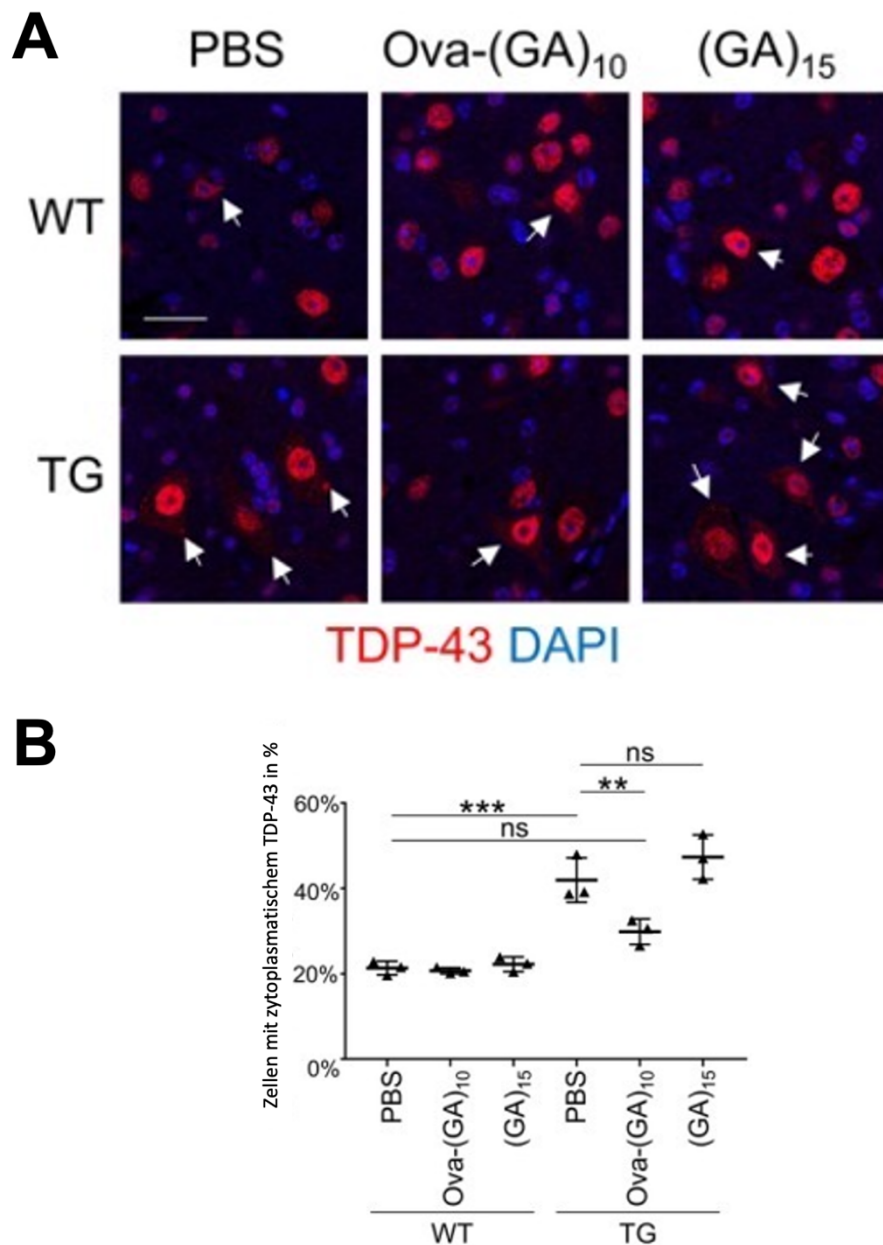 A
PBS Ova-(GA)₁₀ (GA)₁₅
WT
TG
TDP-43 DAPI
B
Zellen mit zytoplasmatischem TDP-43 in %
ns
**
***
ns
60%
40%
20%
0%
PBS
Ova-(GA)₁₀
(GA)₁₅
PBS
Ova-(GA)₁₀
(GA)₁₅
WT TG